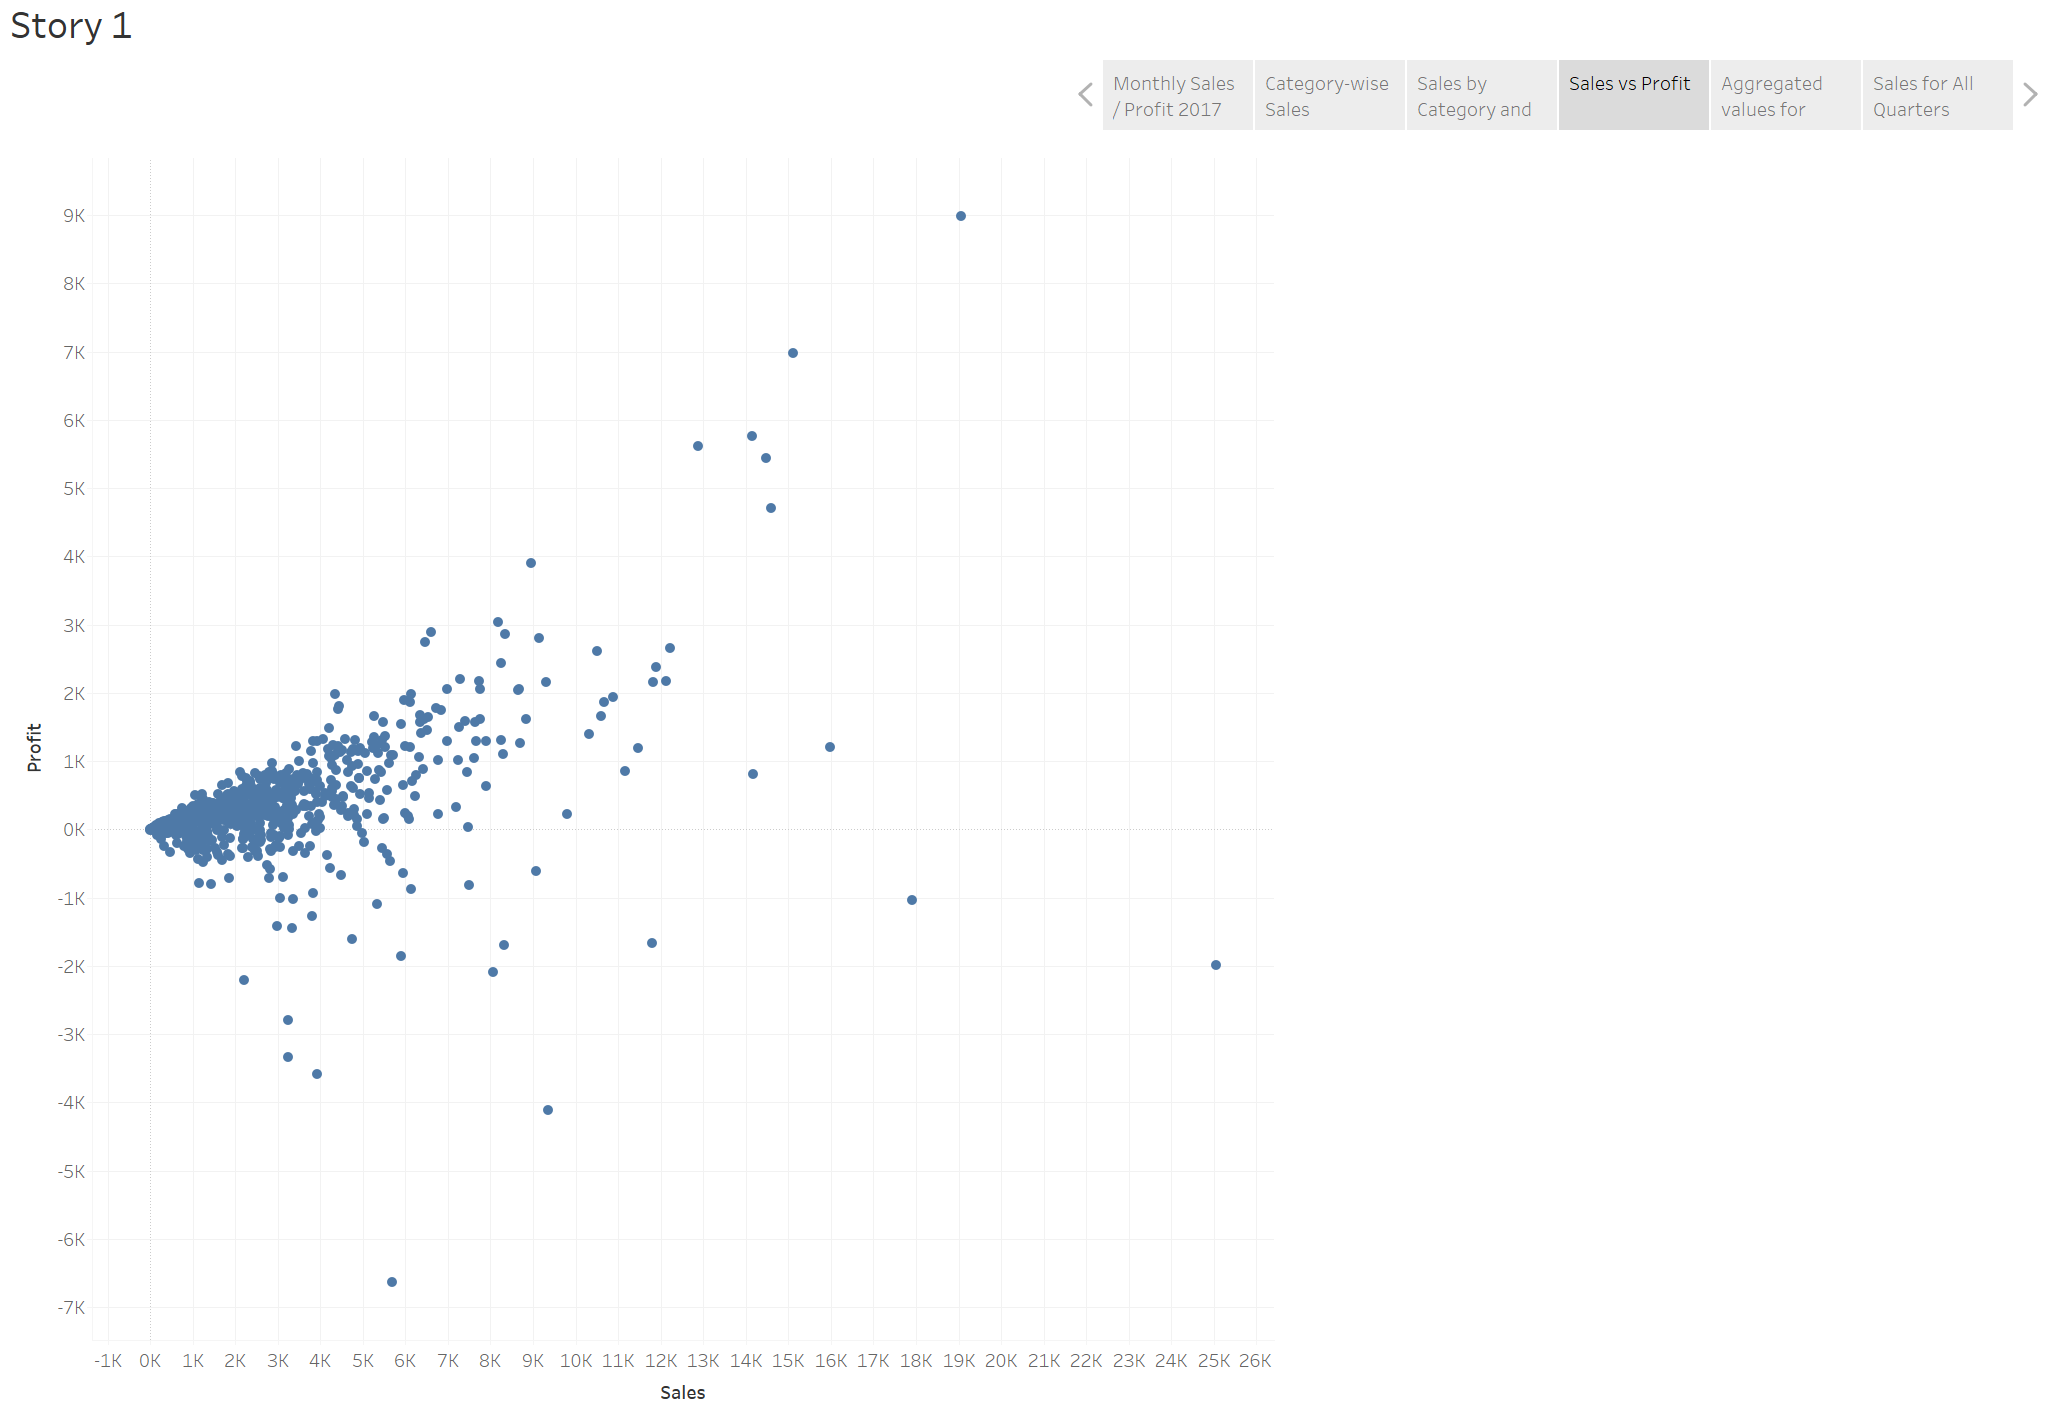 Story 1
Monthly Sales
/ Profit 2017
Category-wise
Sales
Sales by
Category and
Sales vs Profit
Aggregated
values for
Sales for All
Quarters
9K
8K
7K
6K
5K
4K
3K
2K
1K
0K
-1K
-2K
-3K
-4K
-5K
-6K
-7K
Profit
-1K 0K 1K 2K 3K 4K 5K 6K 7K 8K 9K 10K 11K 12K 13K 14K 15K 16K 17K 18K 19K 20K 21K 22K 23K 24K 25K 26K
Sales